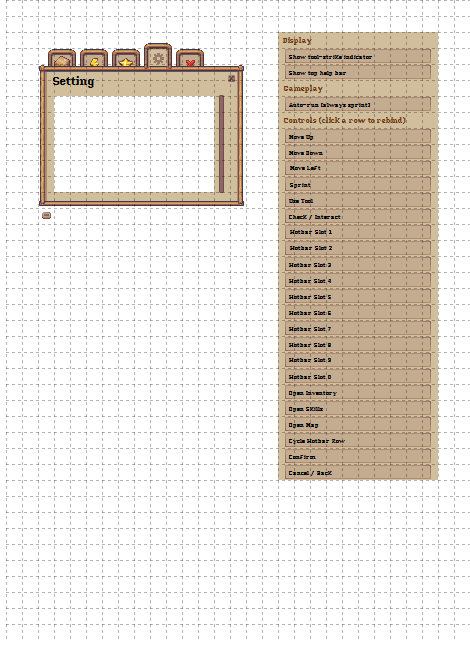 Setting
Display
Show tool-strike indicator
Show top help bar
Gameplay
Auto-run (always sprint)
Controls (click a row to rebind)
Move Up
Move Down
Move Left
Sprint
Use Tool
Check / Interact
Hotbar Slot 1
Hotbar Slot 2
Hotbar Slot 3
Hotbar Slot 4
Hotbar Slot 5
Hotbar Slot 6
Hotbar Slot 7
Hotbar Slot 8
Hotbar Slot 9
Hotbar Slot 0
Open Inventory
Open Skills
Open Map
Cycle Hotbar Row
Confirm
Cancel / Back